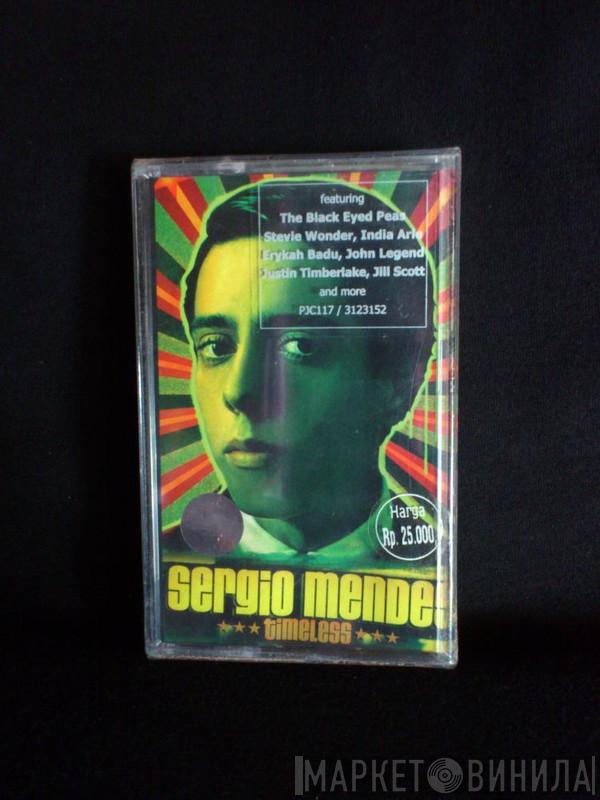 featuring
The Black Eyed Peas
Stevie Wonder, India Arie
Erykah Badu, John Legend
Justin Timberlake, Jill Scott
and more
PJC117 / 3123152
Harga
Rp. 25.000,
sergio mendes
★★★ timeless ★★★
МАРКЕТ ВИНИЛА